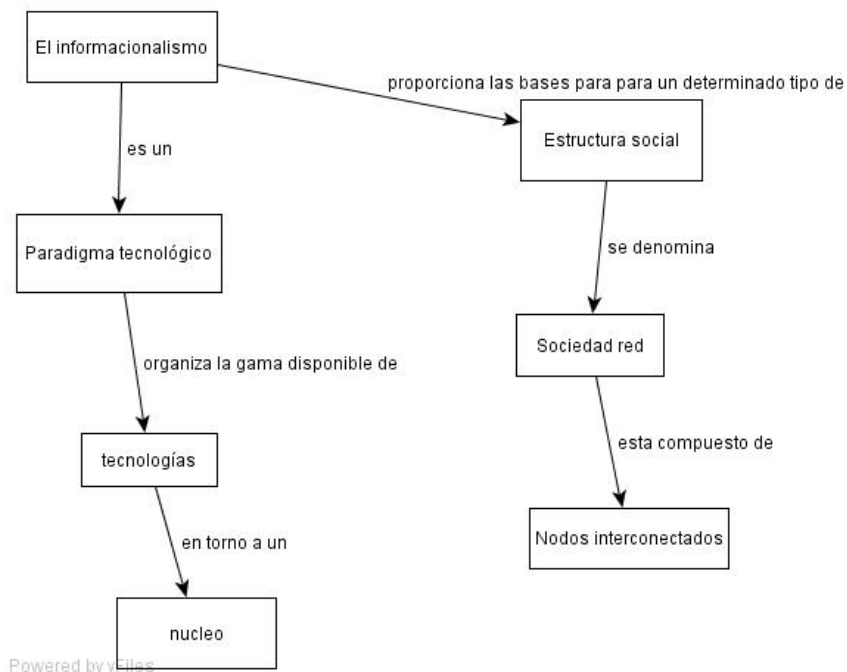 El informacionalismo
proporciona las bases para para un determinado tipo de
Estructura social
es un
Paradigma tecnológico
se denomina
Sociedad red
organiza la gama disponible de
tecnologías
esta compuesto de
Nodos interconectados
en torno a un
nucleo
Powered by yFiles